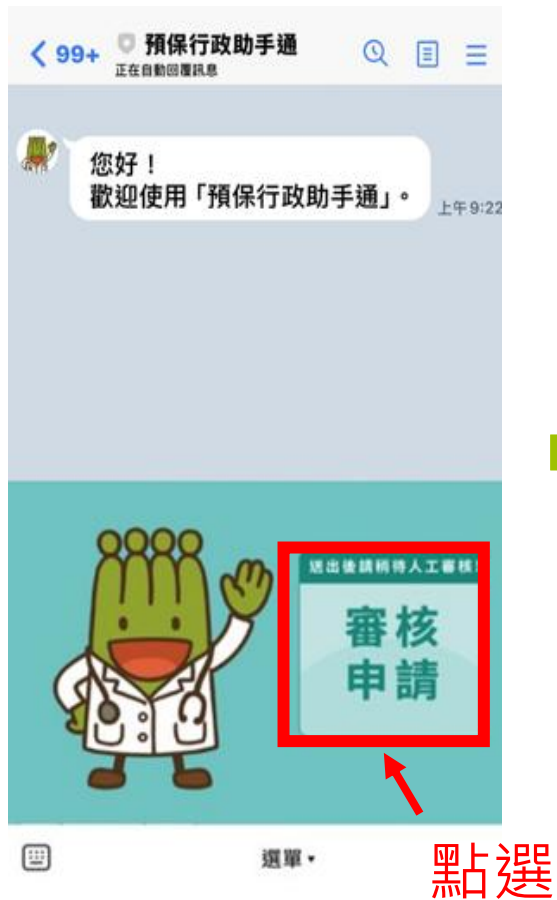 99+
預保行政助手通
正在自動回覆訊息
您好！
歡迎使用「預保行政助手通」。
上午 9:22
送出後請稍待人工審核
審核
申請
選單
點選